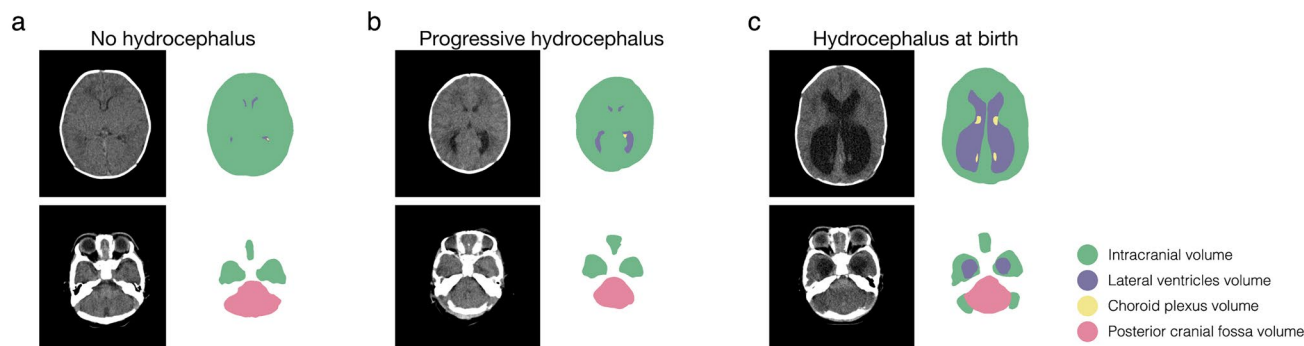 a
No hydrocephalus
b
Progressive hydrocephalus
c
Hydrocephalus at birth
Intracranial volume
Lateral ventricles volume
Choroid plexus volume
Posterior cranial fossa volume